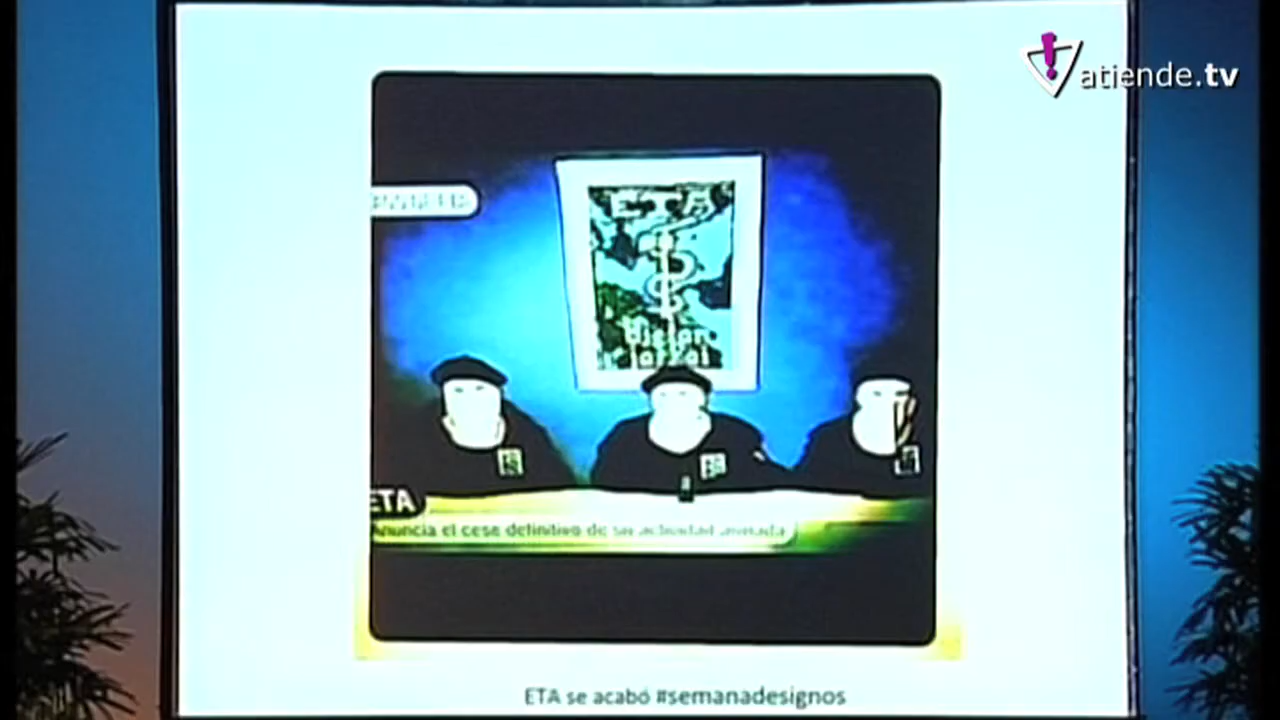 atiende.tv
ETA
ETA
Anuncia el cese definitivo de su actividad armada
ETA se acabó #semanadesignos